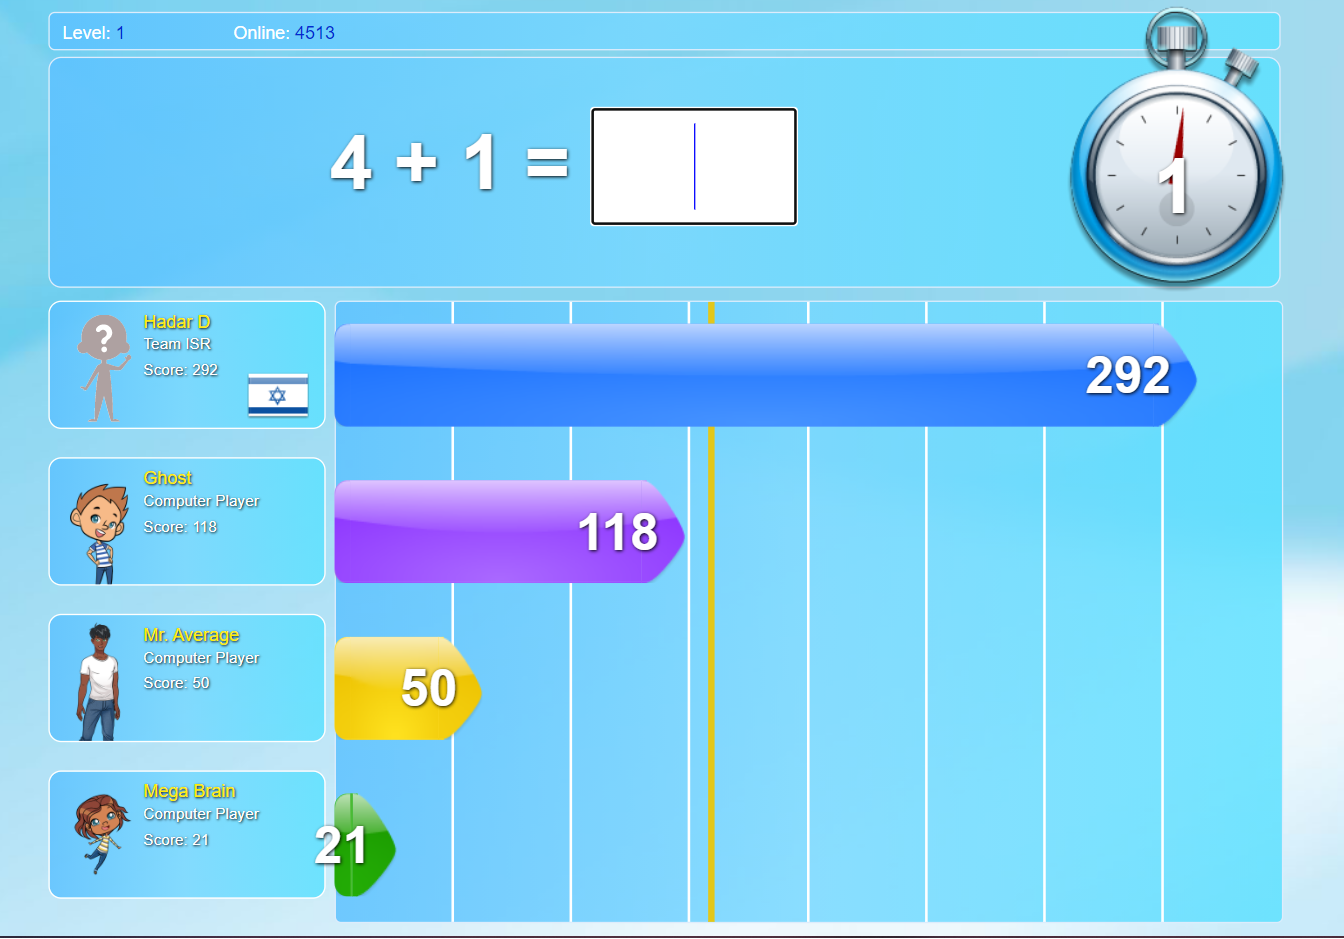 Level: 1
Online: 4513
4 + 1 =
1
Hadar D
Team ISR
Score: 292
?
292
Ghost
Computer Player
Score: 118
118
Mr. Average
Computer Player
Score: 50
50
Mega Brain
Computer Player
Score: 21
21